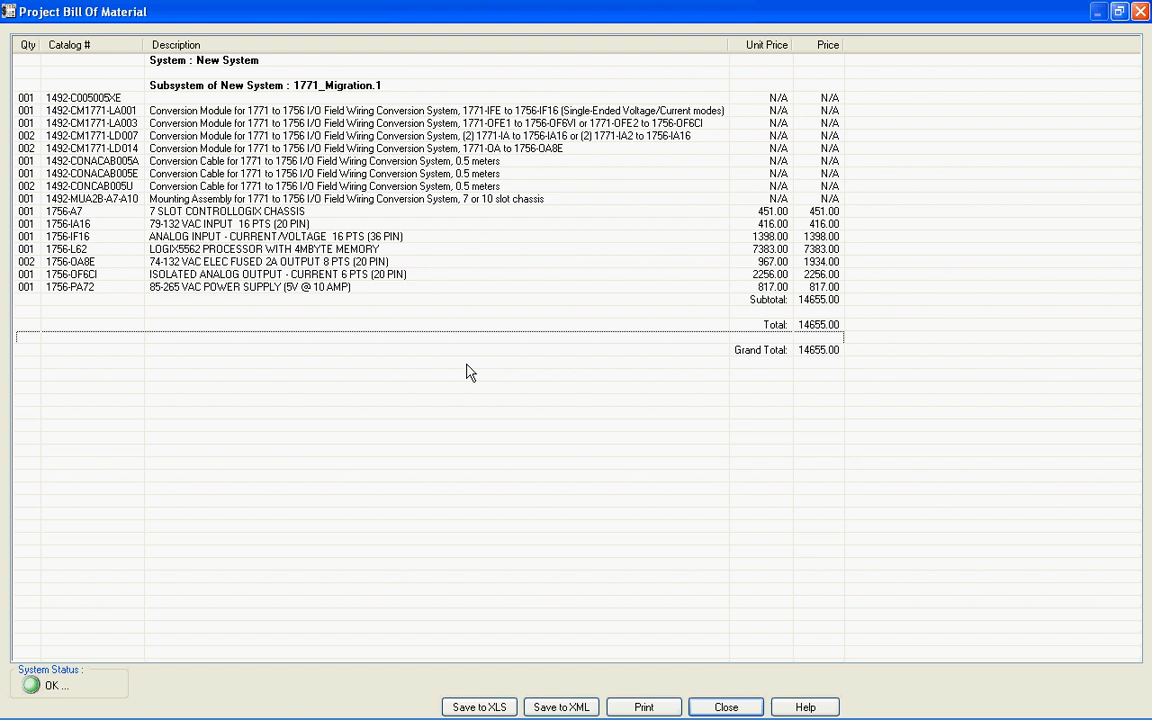 Project Bill Of Material
Qty Catalog # Description Unit Price Price
System : New System
Subsystem of New System : 1771_Migration.1
001 1492-C005005XE N/A N/A
001 1492-CM1771-LA001 Conversion Module for 1771 to 1756 I/O Field Wiring Conversion System, 1771-IFE to 1756-IF16 (Single-Ended Voltage/Current modes) N/A N/A
001 1492-CM1771-LA003 Conversion Module for 1771 to 1756 I/O Field Wiring Conversion System, 1771-OFE1 to 1756-OF6VI or 1771-OFE2 to 1756-OF6CI N/A N/A
002 1492-CM1771-LD007 Conversion Module for 1771 to 1756 I/O Field Wiring Conversion System, (2) 1771-IA to 1756-IA16 or (2) 1771-IA2 to 1756-IA16 N/A N/A
002 1492-CM1771-LD014 Conversion Module for 1771 to 1756 I/O Field Wiring Conversion System, 1771-OA to 1756-OA8E N/A N/A
001 1492-CONACAB005A Conversion Cable for 1771 to 1756 I/O Field Wiring Conversion System, 0.5 meters N/A N/A
001 1492-CONACAB005E Conversion Cable for 1771 to 1756 I/O Field Wiring Conversion System, 0.5 meters N/A N/A
002 1492-CONCAB005U Conversion Cable for 1771 to 1756 I/O Field Wiring Conversion System, 0.5 meters N/A N/A
001 1492-MUA2B-A7-A10 Mounting Assembly for 1771 to 1756 I/O Field Wiring Conversion System, 7 or 10 slot chassis N/A N/A
001 1756-A7 7 SLOT CONTROLLOGIX CHASSIS 451.00 451.00
001 1756-IA16 79-132 VAC INPUT 16 PTS (20 PIN) 416.00 416.00
001 1756-IF16 ANALOG INPUT - CURRENT/VOLTAGE 16 PTS (36 PIN) 1398.00 1398.00
001 1756-L62 LOGIX5562 PROCESSOR WITH 4MBYTE MEMORY 7383.00 7383.00
002 1756-OA8E 74-132 VAC ELEC FUSED 2A OUTPUT 8 PTS (20 PIN) 967.00 1934.00
001 1756-OF6CI ISOLATED ANALOG OUTPUT - CURRENT 6 PTS (20 PIN) 2256.00 2256.00
001 1756-PA72 85-265 VAC POWER SUPPLY (5V @ 10 AMP) 817.00 817.00
Subtotal: 14655.00
Total: 14655.00
Grand Total: 14655.00
System Status :
OK ...
Save to XLS Save to XML Print Close Help